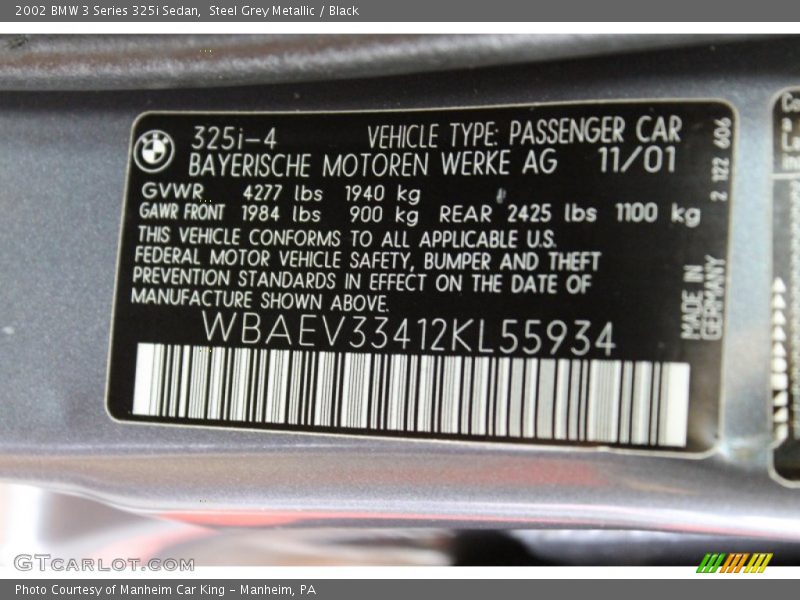 2002 BMW 3 Series 325i Sedan,  Steel Grey Metallic / Black
325i-4 VEHICLE TYPE: PASSENGER CAR
BAYERISCHE MOTOREN WERKE AG 11/01
GVWR 4277 lbs 1940 kg
GAWR FRONT 1984 lbs 900 kg REAR 2425 lbs 1100 kg
THIS VEHICLE CONFORMS TO ALL APPLICABLE U.S.
FEDERAL MOTOR VEHICLE SAFETY, BUMPER AND THEFT
PREVENTION STANDARDS IN EFFECT ON THE DATE OF
MANUFACTURE SHOWN ABOVE.
WBAEV33412KL55934
2 122 606
MADE IN
GERMANY
GTCARLOT.COM
Photo Courtesy of Manheim Car King - Manheim, PA